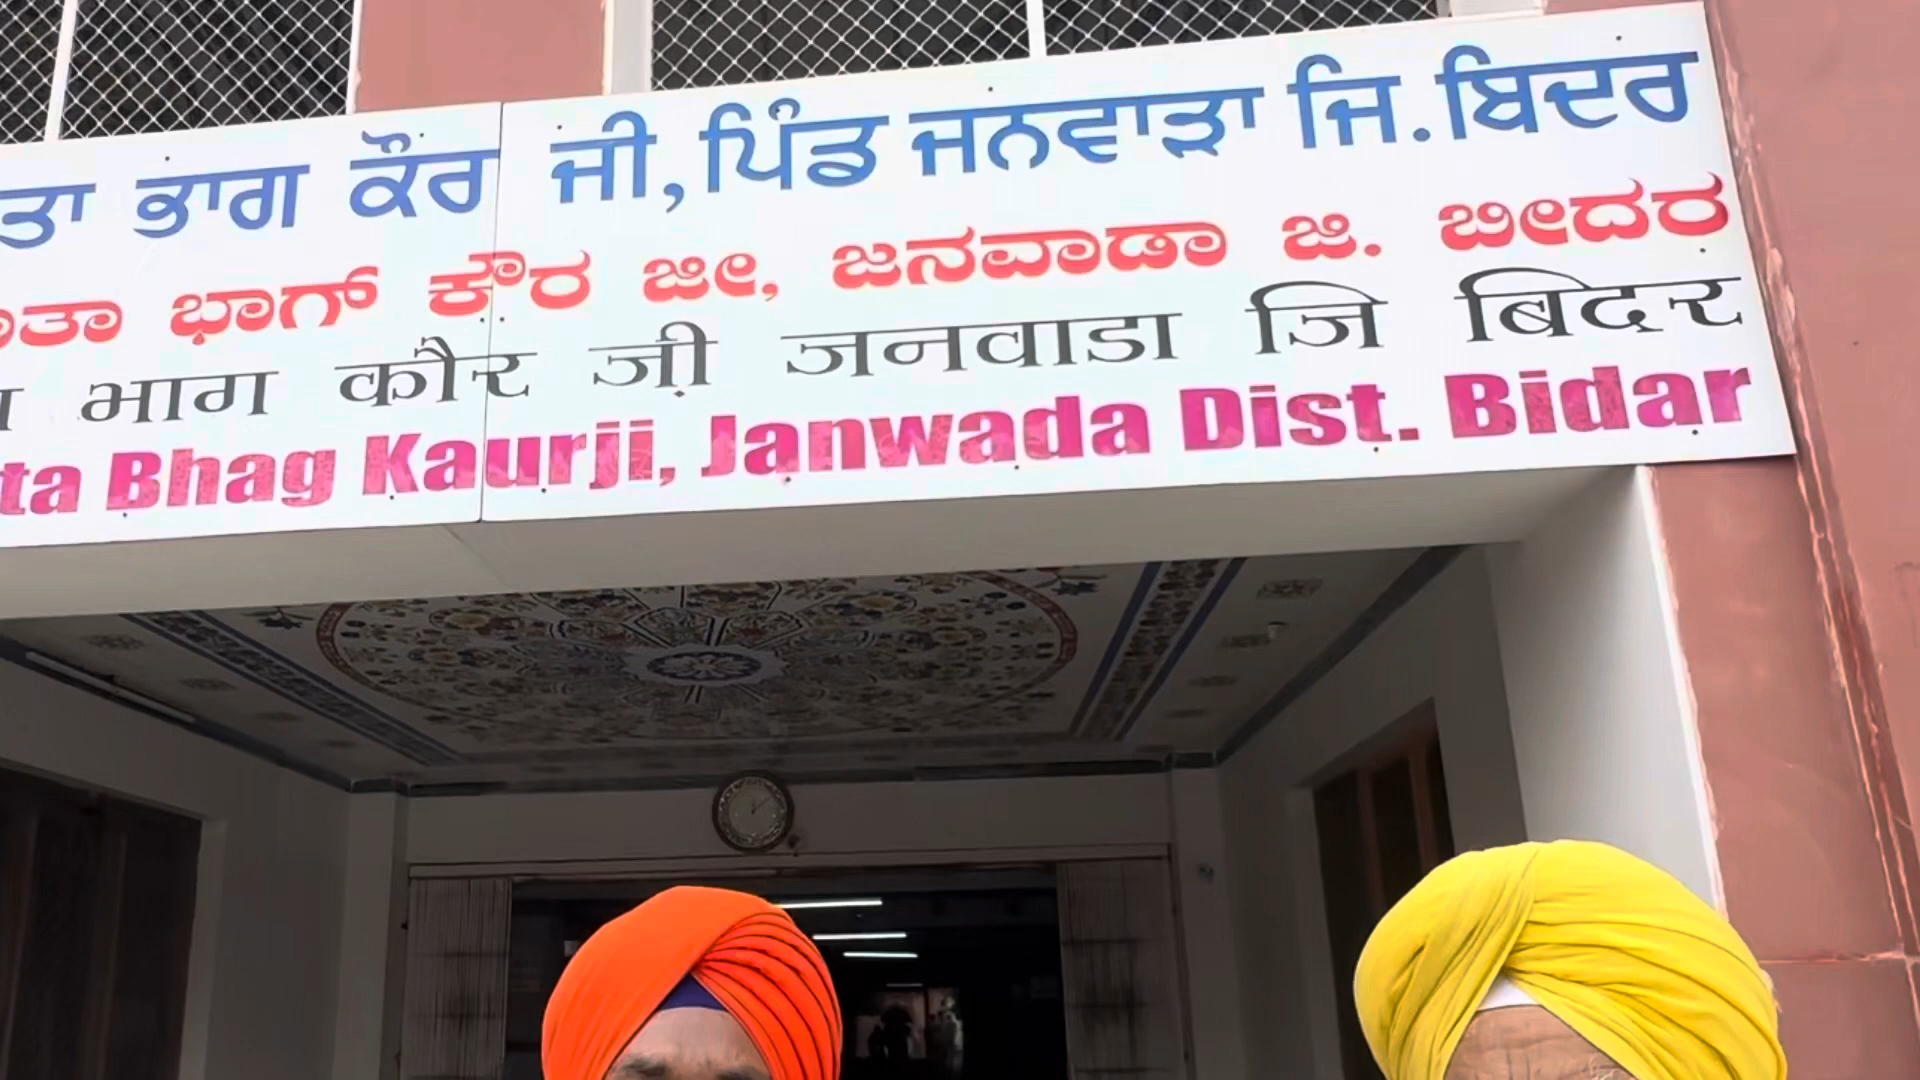 ਤਾ ਭਾਗ ਕੌਰ ਜੀ, ਪਿੰਡ ਜਨਵਾੜਾ ਜਿ. ਬਿਦਰ
ತಾ ಭಾಗ್ ಕೌರ ಜೀ, ಜನವಾಡಾ ಜಿ. ಬೀದರ
भाग कौर ज़ी जनवाडा जि बिदर
ta Bhag Kaurji, Janwada Dist. Bidar